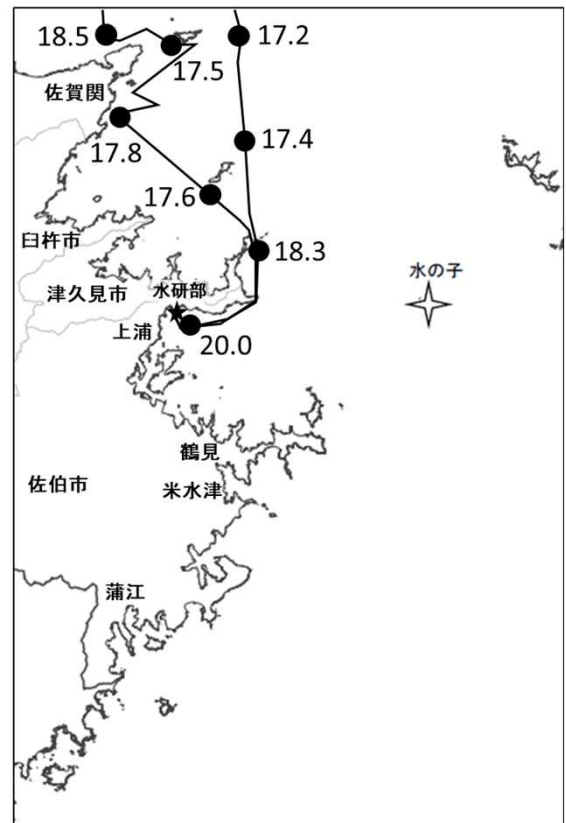 18.5
17.2
17.5
佐賀関
17.4
17.8
17.6
臼杵市
18.3
水の子
津久見市
水研部
上浦
20.0
鶴見
佐伯市
米水津
蒲江